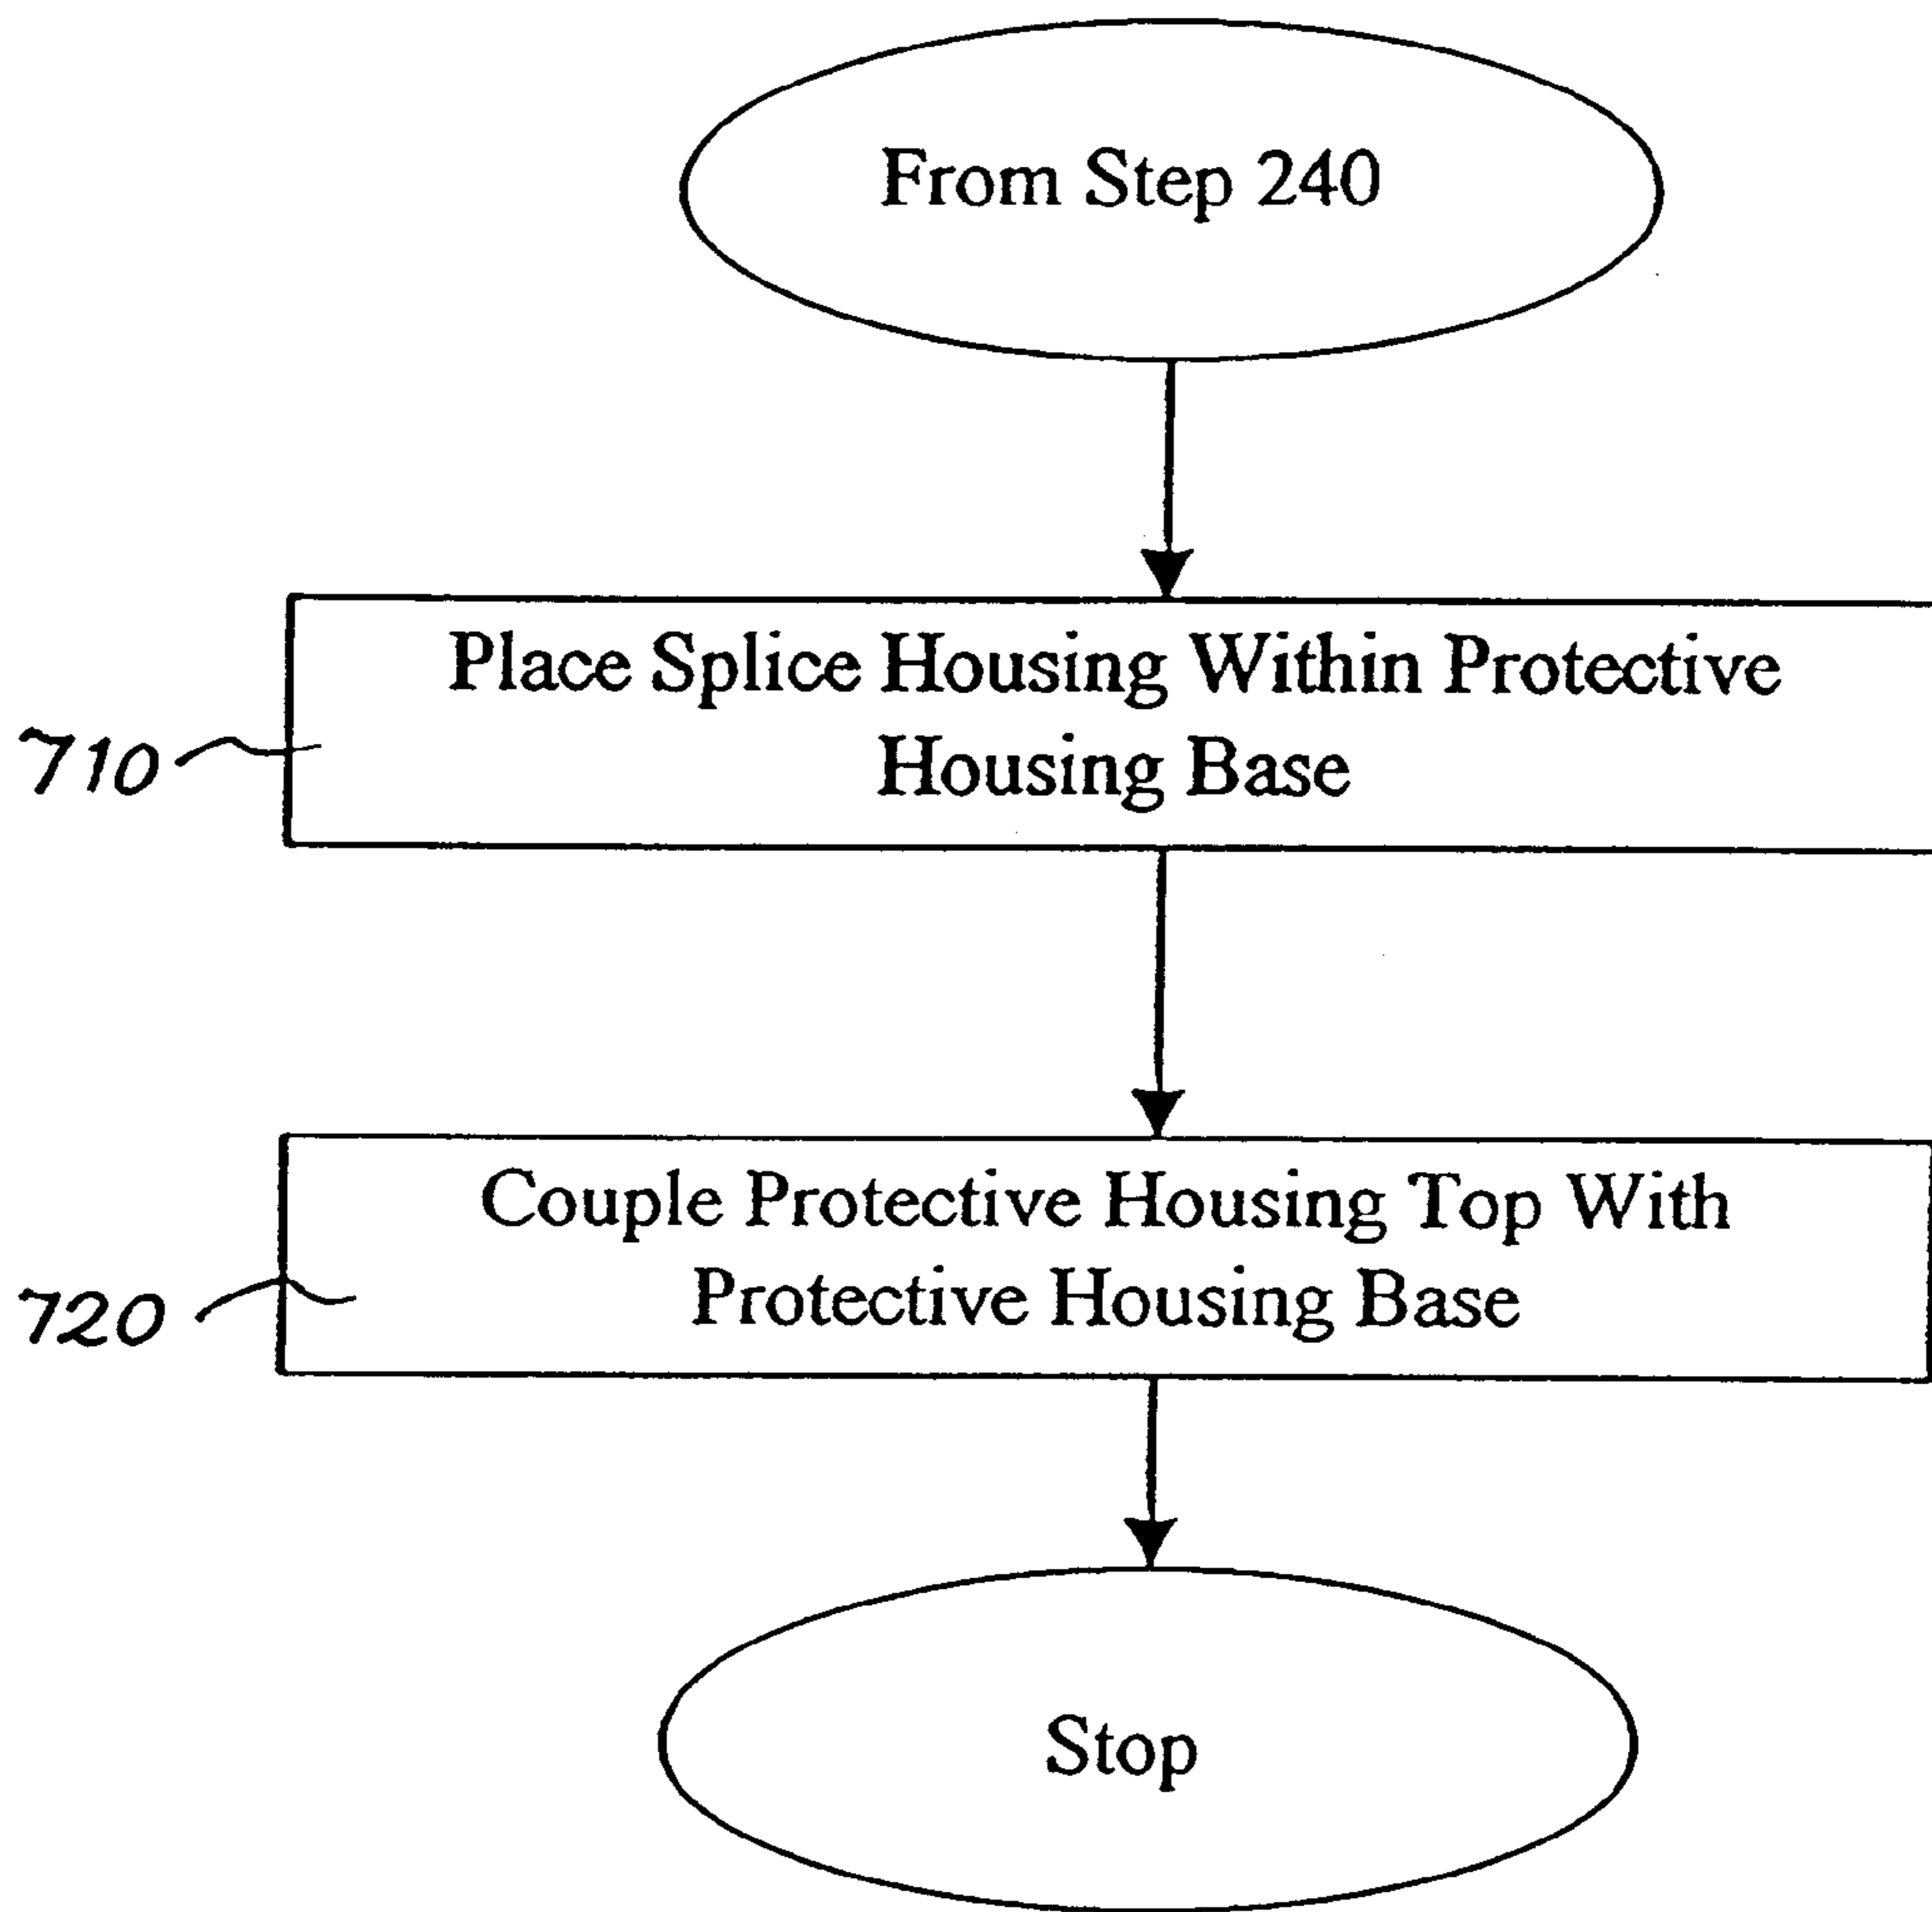 From Step 240
Place Splice Housing Within Protective
Housing Base
710
Couple Protective Housing Top With
Protective Housing Base
720
Stop